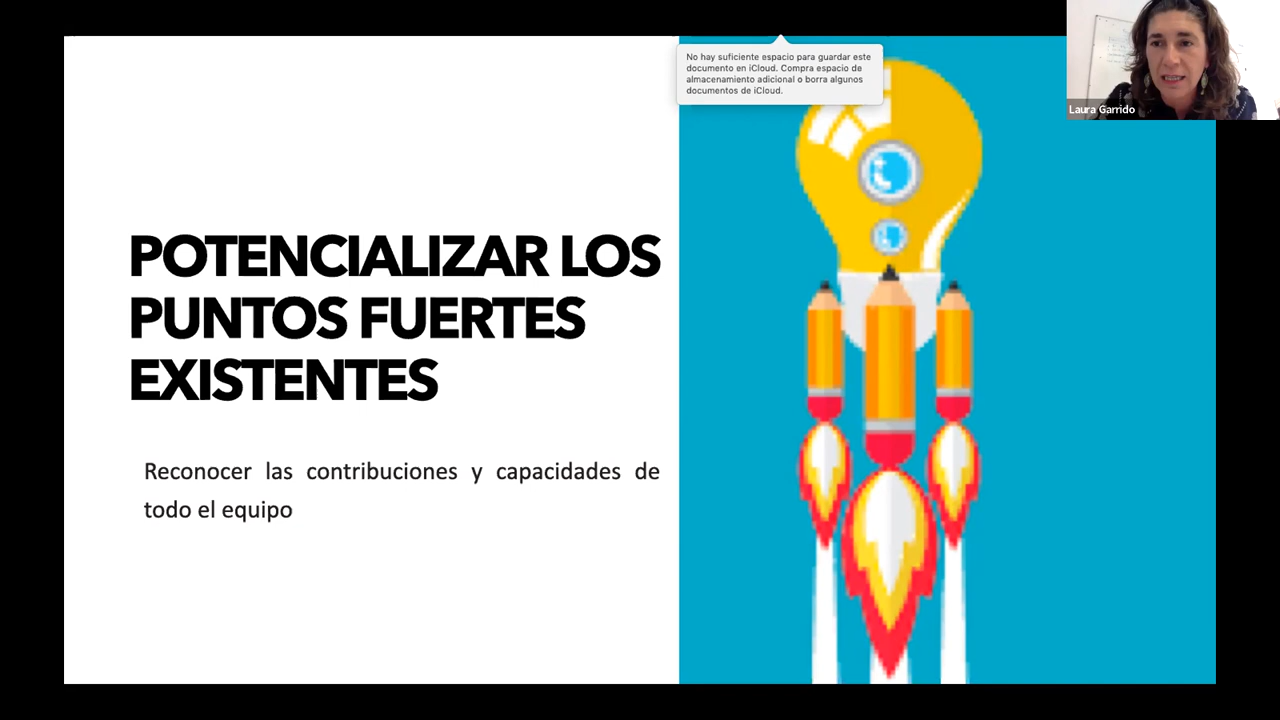 No hay suficiente espacio para guardar este
documento en iCloud. Compra espacio de
almacenamiento adicional o borra algunos
documentos de iCloud.
Laura Garrido
POTENCIALIZAR LOS
PUNTOS FUERTES
EXISTENTES
Reconocer las contribuciones y capacidades de
todo el equipo